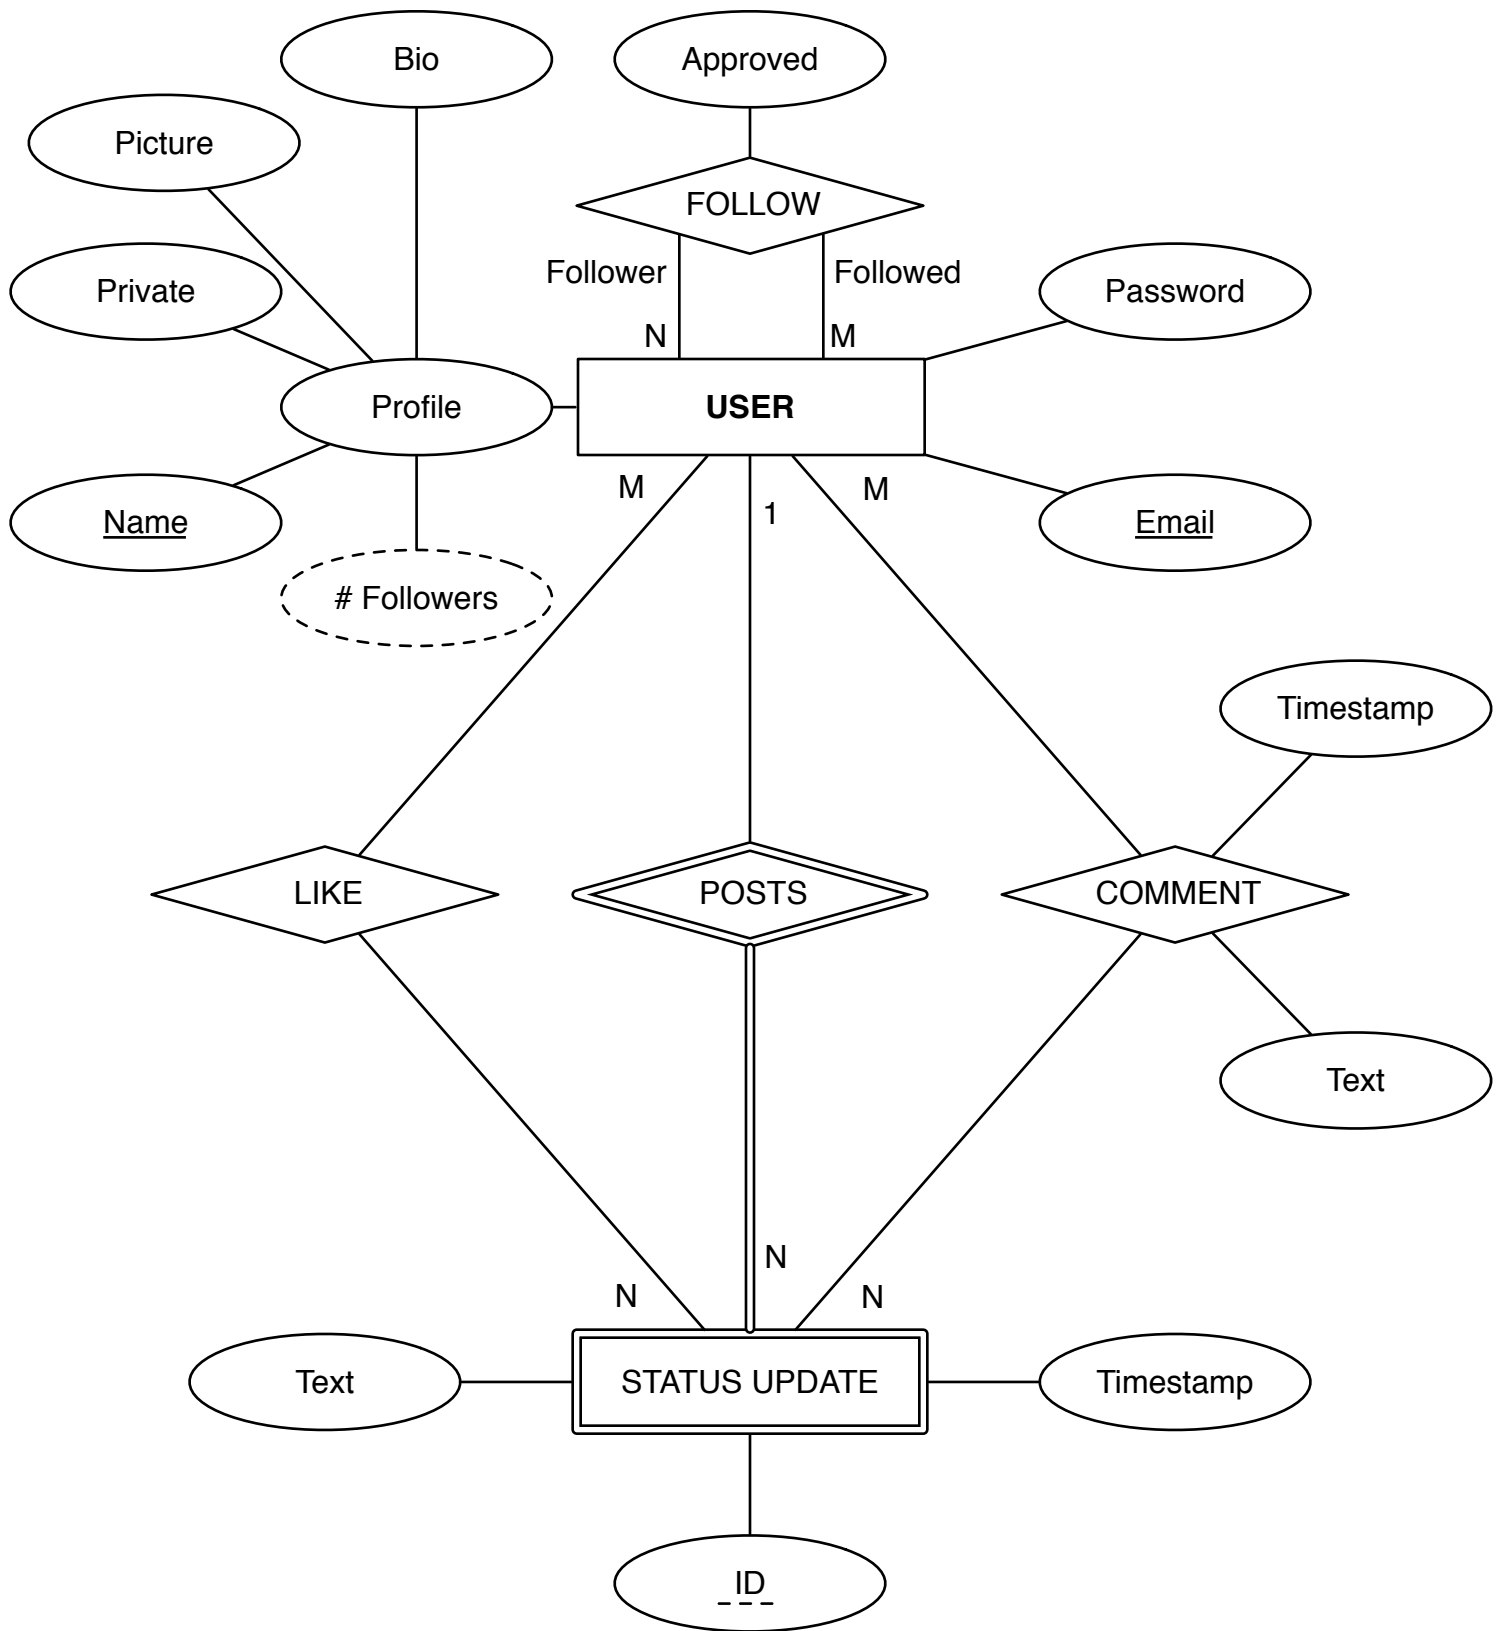 Bio
Approved
Picture
FOLLOW
Private
Follower
Followed
Password
N
M
Profile
USER
Name
M
1
M
Email
# Followers
Timestamp
LIKE
POSTS
COMMENT
Text
N
N
N
Text
STATUS UPDATE
Timestamp
ID